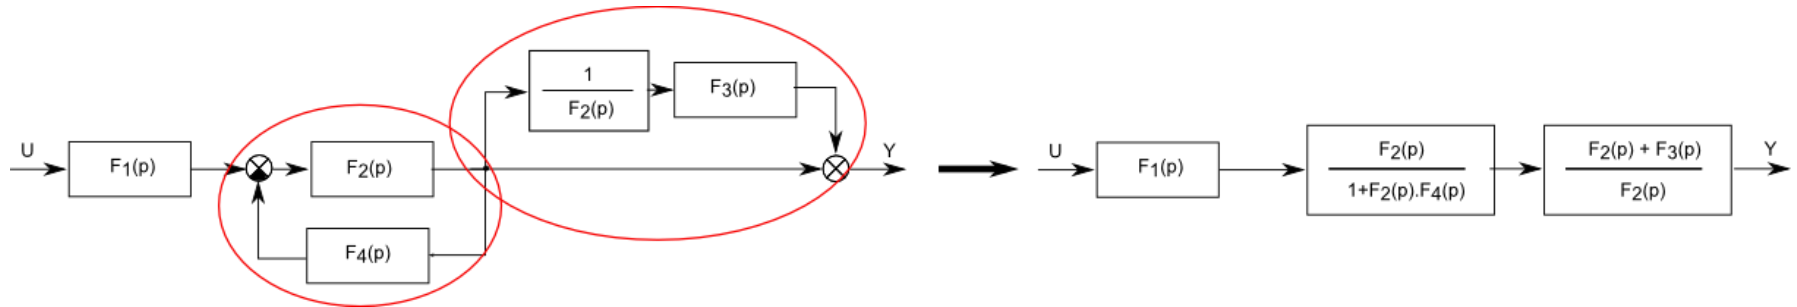 U
F1(p)
F2(p)
F4(p)
1
F2(p)
F3(p)
Y
U
F1(p)
F2(p)
1+F2(p).F4(p)
F2(p) + F3(p)
F2(p)
Y